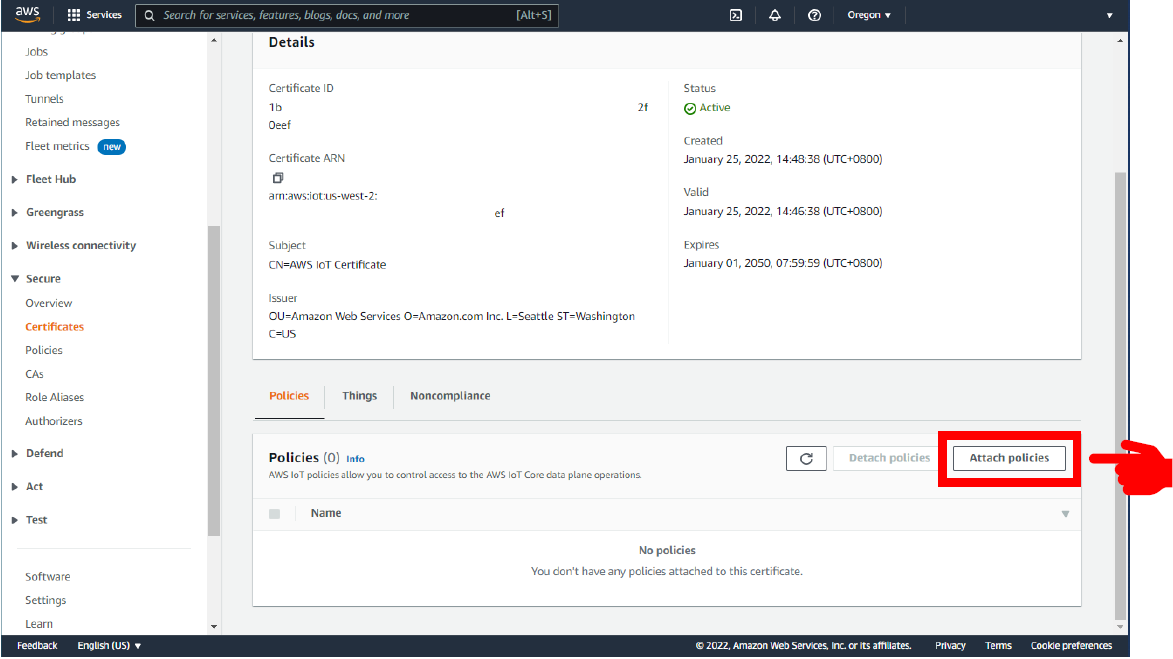 aws
Services
Search for services, features, blogs, docs, and more
[Alt+S]
Oregon
Jobs
Job templates
Tunnels
Retained messages
Fleet metrics new
Fleet Hub
Greengrass
Wireless connectivity
Secure
Overview
Certificates
Policies
CAs
Role Aliases
Authorizers
Defend
Act
Test
Software
Settings
Learn
Details
Certificate ID
1b 2f
0eef
Certificate ARN
arn:aws:iot:us-west-2:
ef
Subject
CN=AWS IoT Certificate
Issuer
OU=Amazon Web Services O=Amazon.com Inc. L=Seattle ST=Washington
C=US
Status
Active
Created
January 25, 2022, 14:48:38 (UTC+0800)
Valid
January 25, 2022, 14:46:38 (UTC+0800)
Expires
January 01, 2050, 07:59:59 (UTC+0800)
Policies Things Noncompliance
Policies (0) Info
AWS IoT policies allow you to control access to the AWS IoT Core data plane operations.
Detach policies
Attach policies
Name
No policies
You don't have any policies attached to this certificate.
Feedback English (US)
© 2022, Amazon Web Services, Inc. or its affiliates. Privacy Terms Cookie preferences